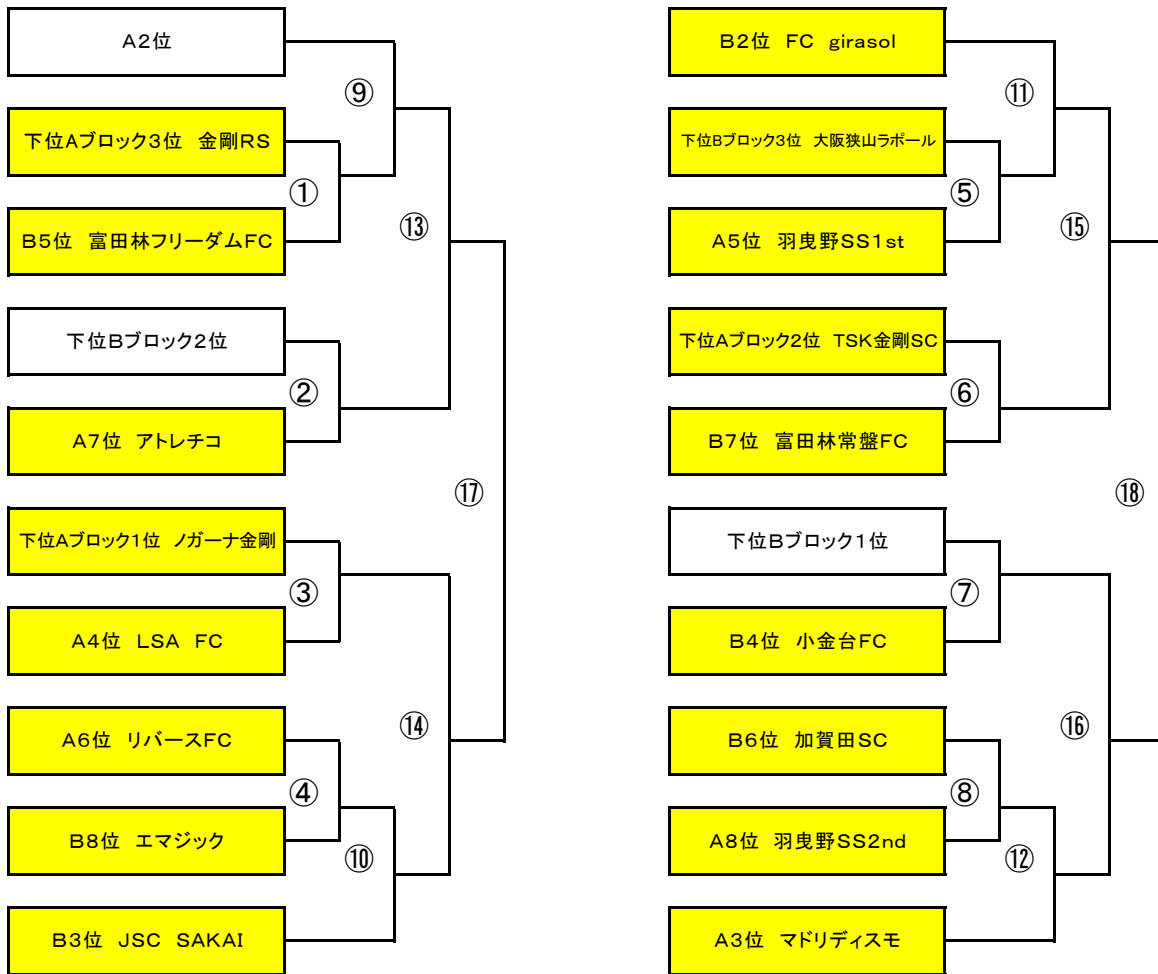 A2位
⑨
下位Aブロック3位 金剛RS
①
B5位 富田林フリーダムFC
⑬
下位Bブロック2位
②
A7位 アトレチコ
⑰
下位Aブロック1位 ノガーナ金剛
③
A4位 LSA FC
⑭
A6位 リバースFC
④
B8位 エマジック
⑩
B3位 JSC SAKAI
B2位 FC girasol
⑪
下位Bブロック3位 大阪狭山ラポール
⑤
A5位 羽曳野SS1st
⑮
下位Aブロック2位 TSK金剛SC
⑥
B7位 富田林常盤FC
⑱
下位Bブロック1位
⑦
B4位 小金台FC
⑯
B6位 加賀田SC
⑧
A8位 羽曳野SS2nd
⑫
A3位 マドリディスモ